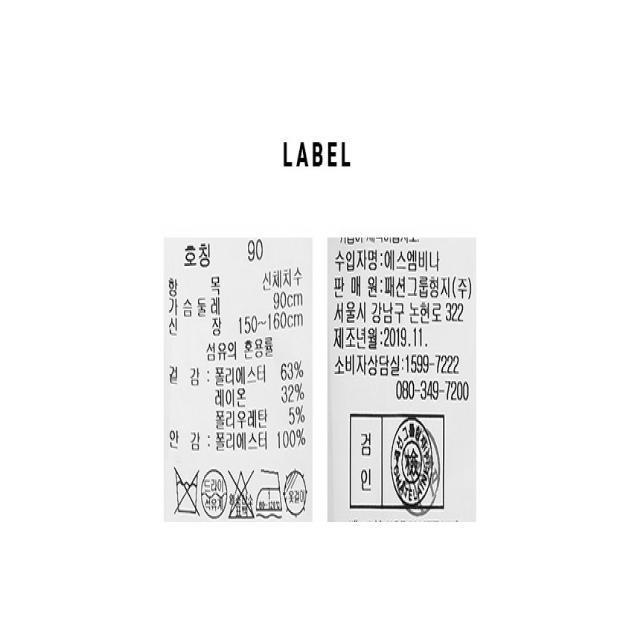 LABEL
호칭 90
항 목 신체치수
가슴둘레 90cm
신 장 150~160cm
섬유의 혼용률
겉 감 : 폴리에스터 63%
레이온 32%
폴리우레탄 5%
안 감 : 폴리에스터 100%
드라이
석유계
수입자명:에스엠비나
판 매 원:패션그룹형지(주)
서울시 강남구 논현로 322
제조년월:2019.11.
소비자상담실:1599-7222
080-349-7200
검
인
檢